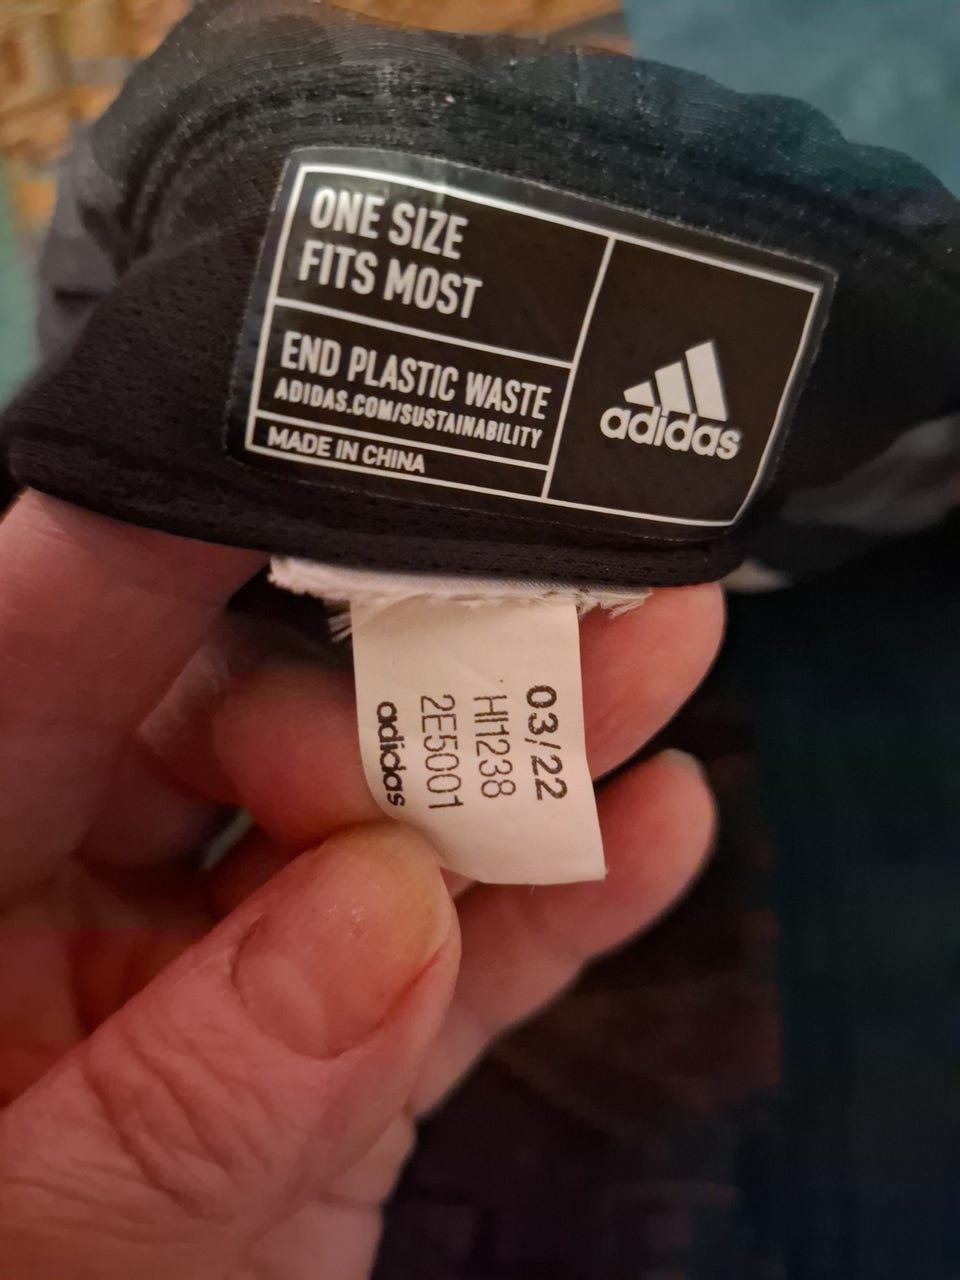 ONE SIZE
FITS MOST
END PLASTIC WASTE
ADIDAS.COM/SUSTAINABILITY
MADE IN CHINA
adidas
03/22
HI1238
2E5001
adidas